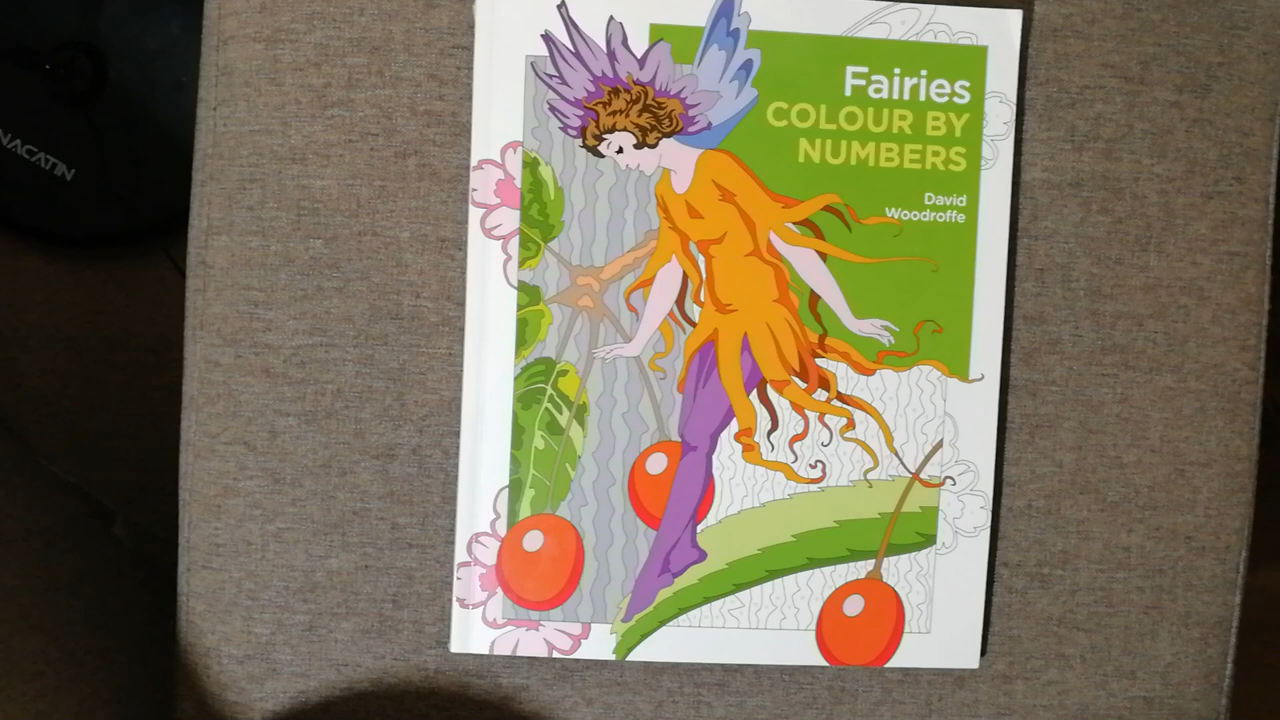 Fairies
COLOUR BY
NUMBERS
David
Woodroffe
NACATIN